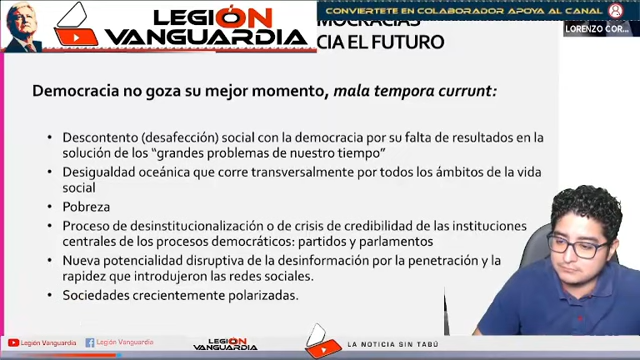 CONVIERTETE EN COLABORADOR APOYA AL CANAL
LEGIÓN
VANGUARDIA
CIA EL FUTURO
LORENZO COR...
Democracia no goza su mejor momento, mala tempora currunt:
• Descontento (desafección) social con la democracia por su falta de resultados en la
solución de los “grandes problemas de nuestro tiempo”
• Desigualdad oceánica que corre transversalmente por todos los ámbitos de la vida
social
• Pobreza
• Proceso de desinstitucionalización o de crisis de credibilidad de las instituciones
centrales de los procesos democráticos: partidos y parlamentos
• Nueva potencialidad disruptiva de la desinformación por la penetración y la
rapidez que introdujeron las redes sociales.
• Sociedades crecientemente polarizadas.
Legión Vanguardia
Legión Vanguardia
LEGIÓN
VANGUARDIA
LA NOTICIA SIN TABÚ